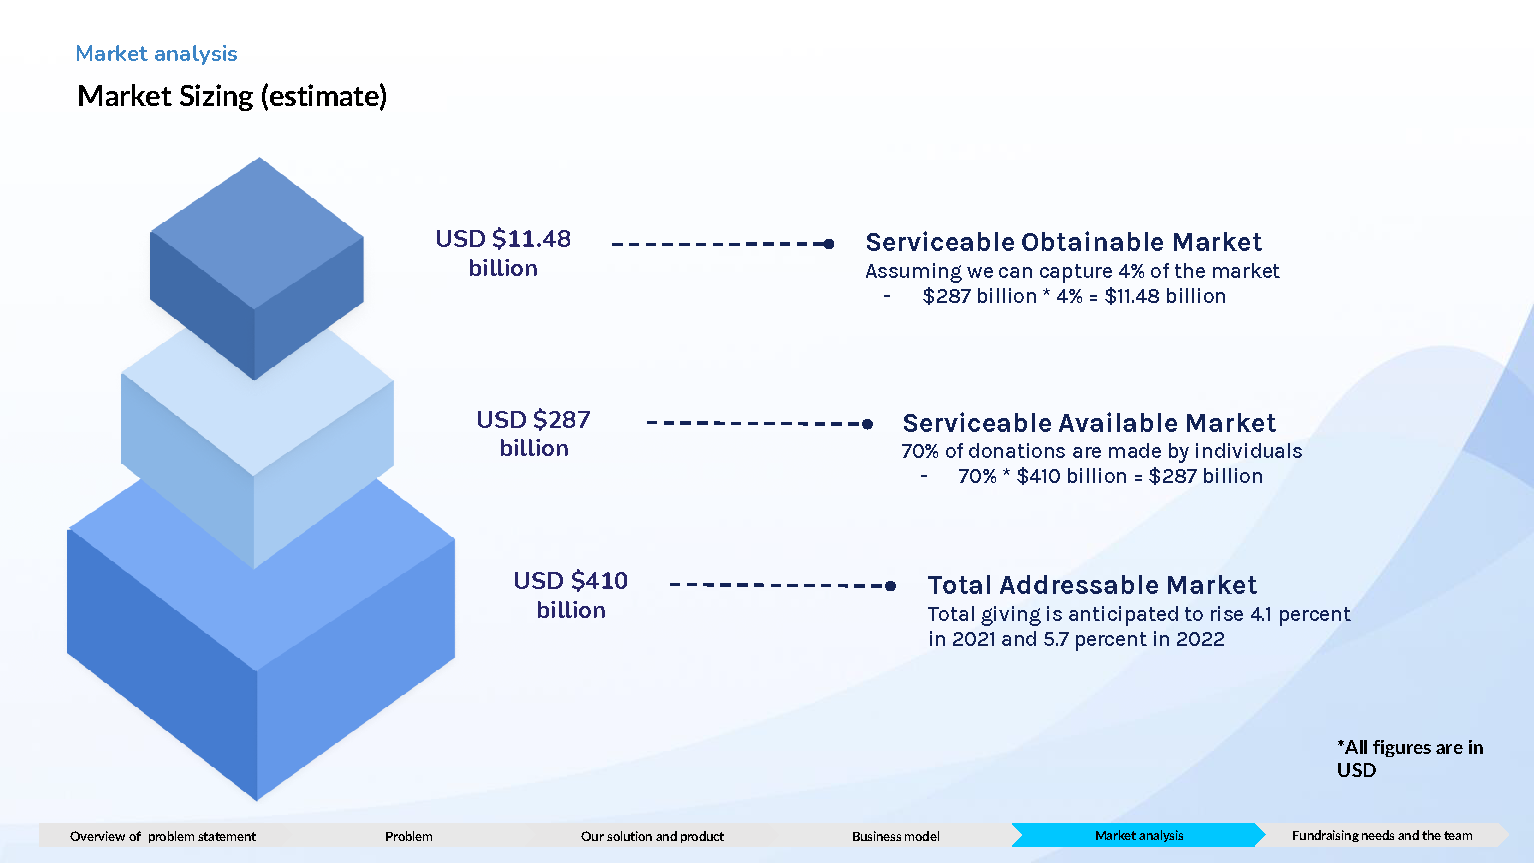 Market analysis
Market Sizing (estimate)
USD $11.48
billion
Serviceable Obtainable Market
Assuming we can capture 4% of the market
- $287 billion * 4% = $11.48 billion
USD $287
billion
Serviceable Available Market
70% of donations are made by individuals
- 70% * $410 billion = $287 billion
USD $410
billion
Total Addressable Market
Total giving is anticipated to rise 4.1 percent
in 2021 and 5.7 percent in 2022
*All figures are in
USD
Overview of problem statement
Problem
Our solution and product
Business model
Market analysis
Fundraising needs and the team